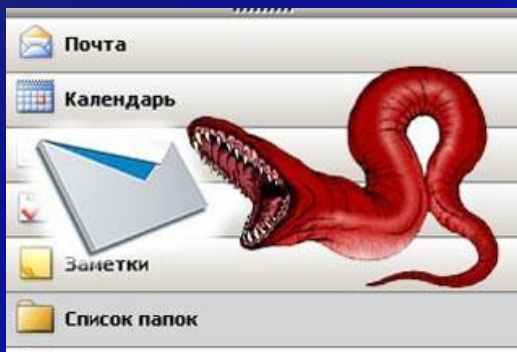 Почта
Календарь
Заметки
Список папок